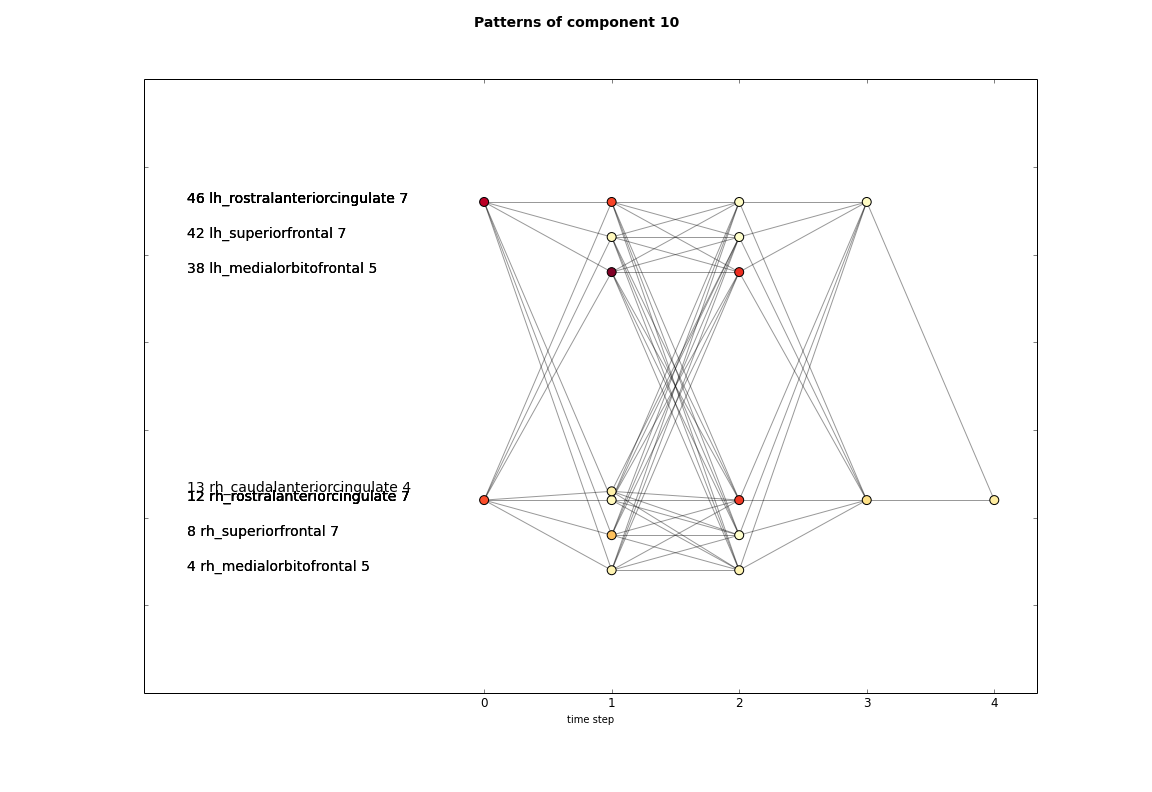 Patterns of component 10
46 lh_rostralanteriorcingulate 7
42 lh_superiorfrontal 7
38 lh_medialorbitofrontal 5
13 rh_caudalanteriorcingulate 4
12 rh_rostralanteriorcingulate 7
8 rh_superiorfrontal 7
4 rh_medialorbitofrontal 5
0 1 2 3 4
time step